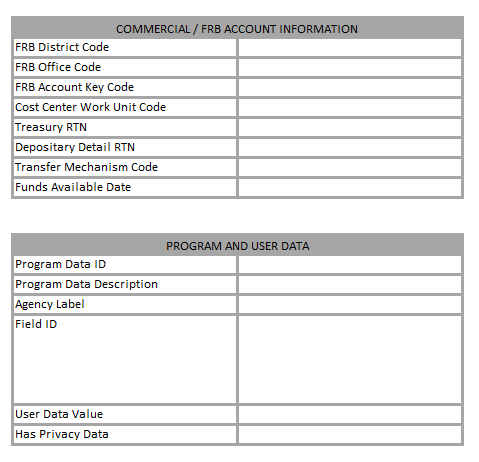 COMMERCIAL / FRB ACCOUNT INFORMATION
FRB District Code
FRB Office Code
FRB Account Key Code
Cost Center Work Unit Code
Treasury RTN
Depositary Detail RTN
Transfer Mechanism Code
Funds Available Date
PROGRAM AND USER DATA
Program Data ID
Program Data Description
Agency Label
Field ID
User Data Value
Has Privacy Data